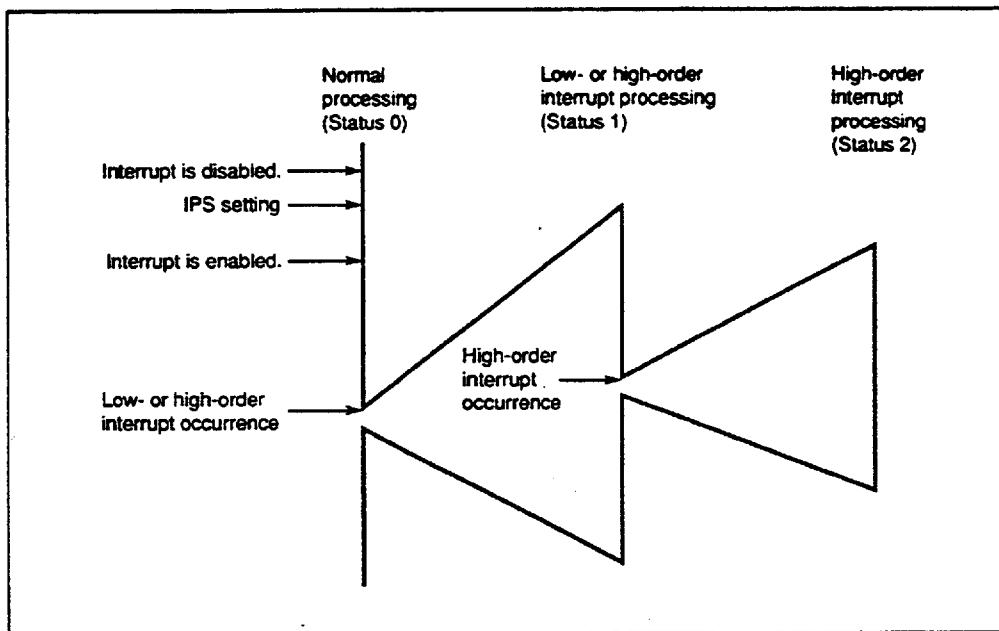 Normal
processing
(Status 0)
Low- or high-order
interrupt processing
(Status 1)
High-order
interrupt
processing
(Status 2)
Interrupt is disabled.
IPS setting
Interrupt is enabled.
High-order
interrupt
occurrence
Low- or high-order
interrupt occurrence